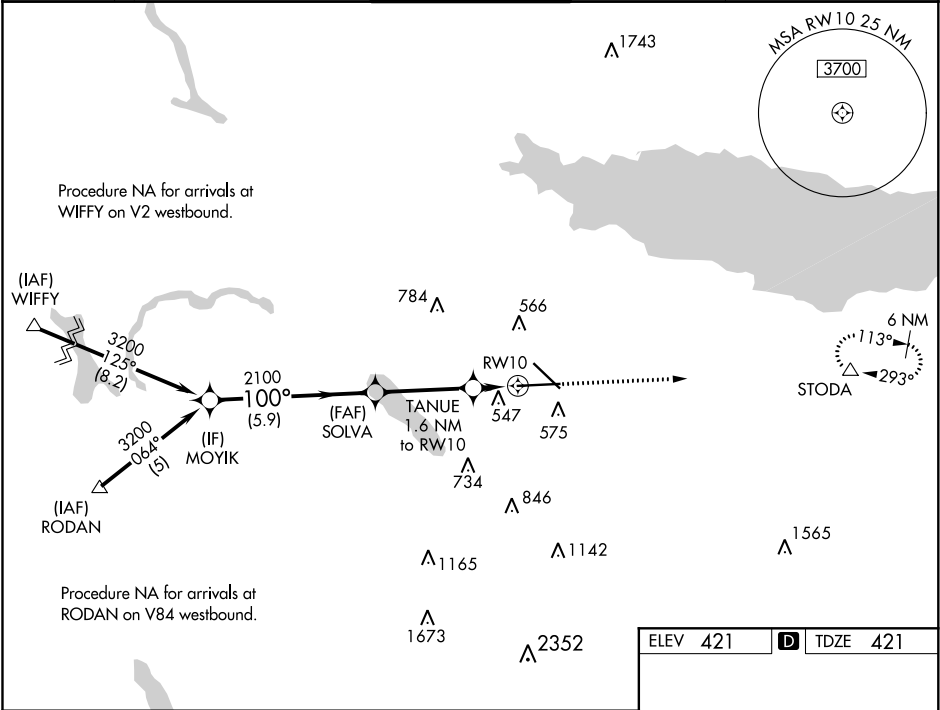 1743
MSA RW10 25 NM
3700
Procedure NA for arrivals at
WIFFY on V2 westbound.
(IAF)
WIFFY
3200
125°
(8.2)
784
566
6 NM
113°
293°
STODA
RW10
2100
100°
(5.9)
(FAF)
SOLVA
TANUE
1.6 NM
to RW10
547
575
(IF)
MOYIK
3200
064°
(5)
(IAF)
RODAN
734
846
1565
1165
1142
Procedure NA for arrivals at
RODAN on V84 westbound.
1673
2352
ELEV 421 D TDZE 421